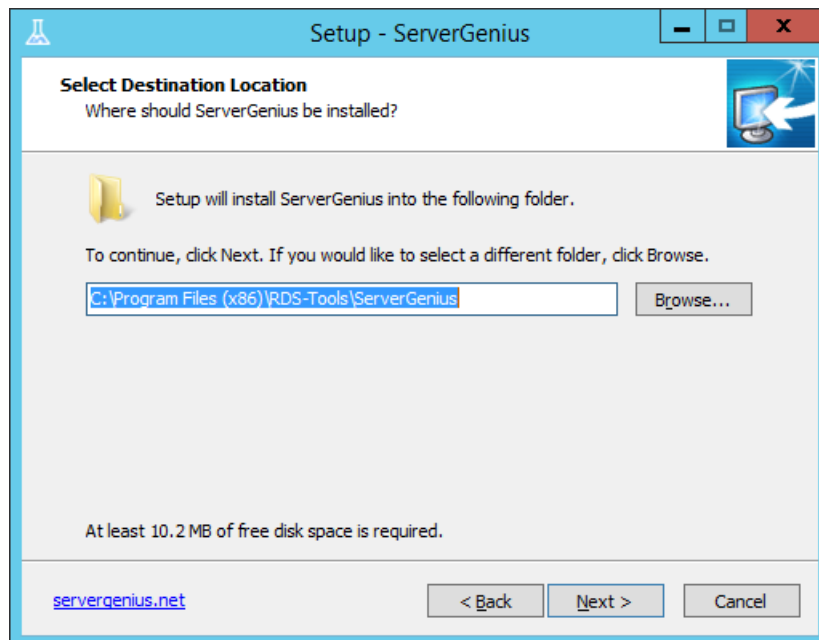 Setup - ServerGenius
Select Destination Location
Where should ServerGenius be installed?
Setup will install ServerGenius into the following folder.
To continue, click Next. If you would like to select a different folder, click Browse.
C:\Program Files (x86)\RDS-Tools\ServerGenius
Browse...
At least 10.2 MB of free disk space is required.
servergenius.net
< Back
Next >
Cancel